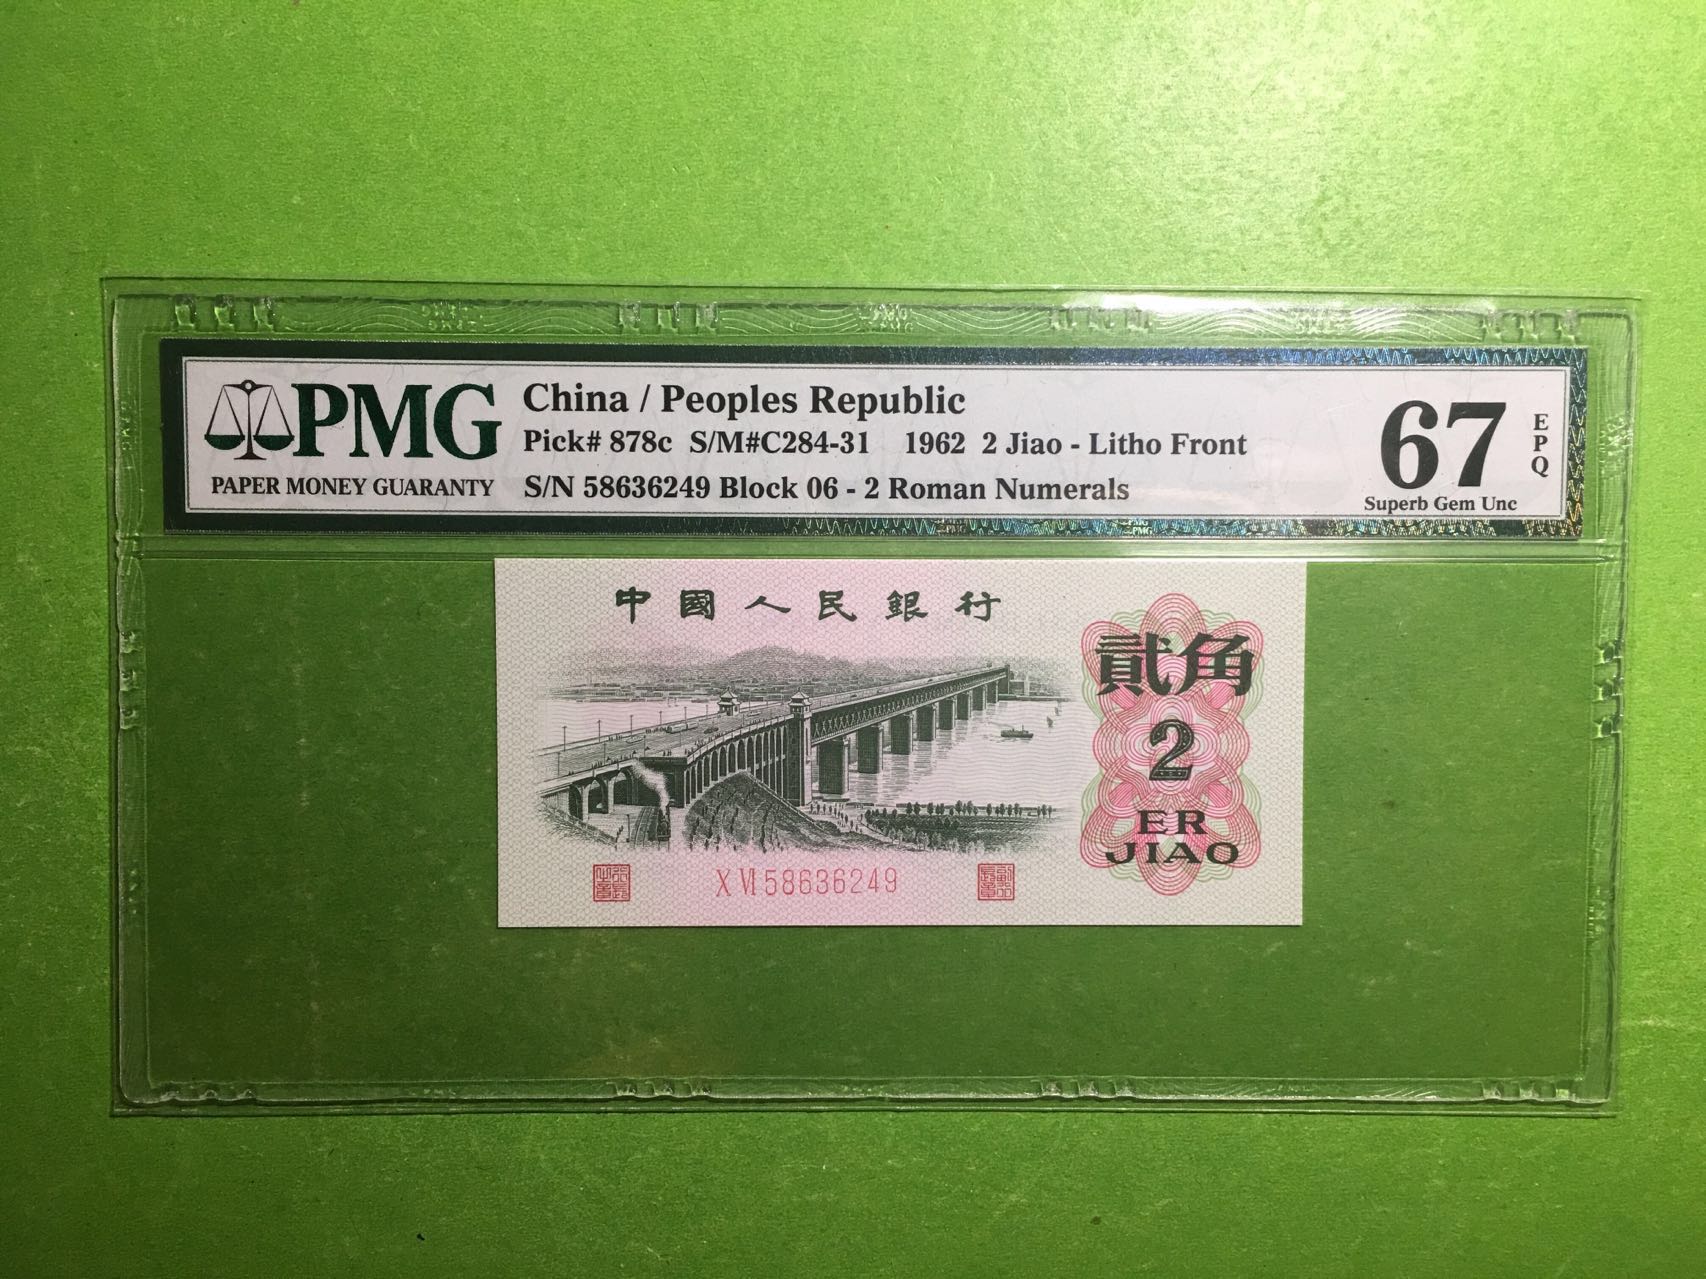 PMG
PAPER MONEY GUARANTY
China / Peoples Republic
Pick# 878c S/M#C284-31 1962 2 Jiao - Litho Front
S/N 58636249 Block 06 - 2 Roman Numerals
67
EPQ
Superb Gem Unc
中國人民銀行
貳角
2
ER
JIAO
X VI 58636249